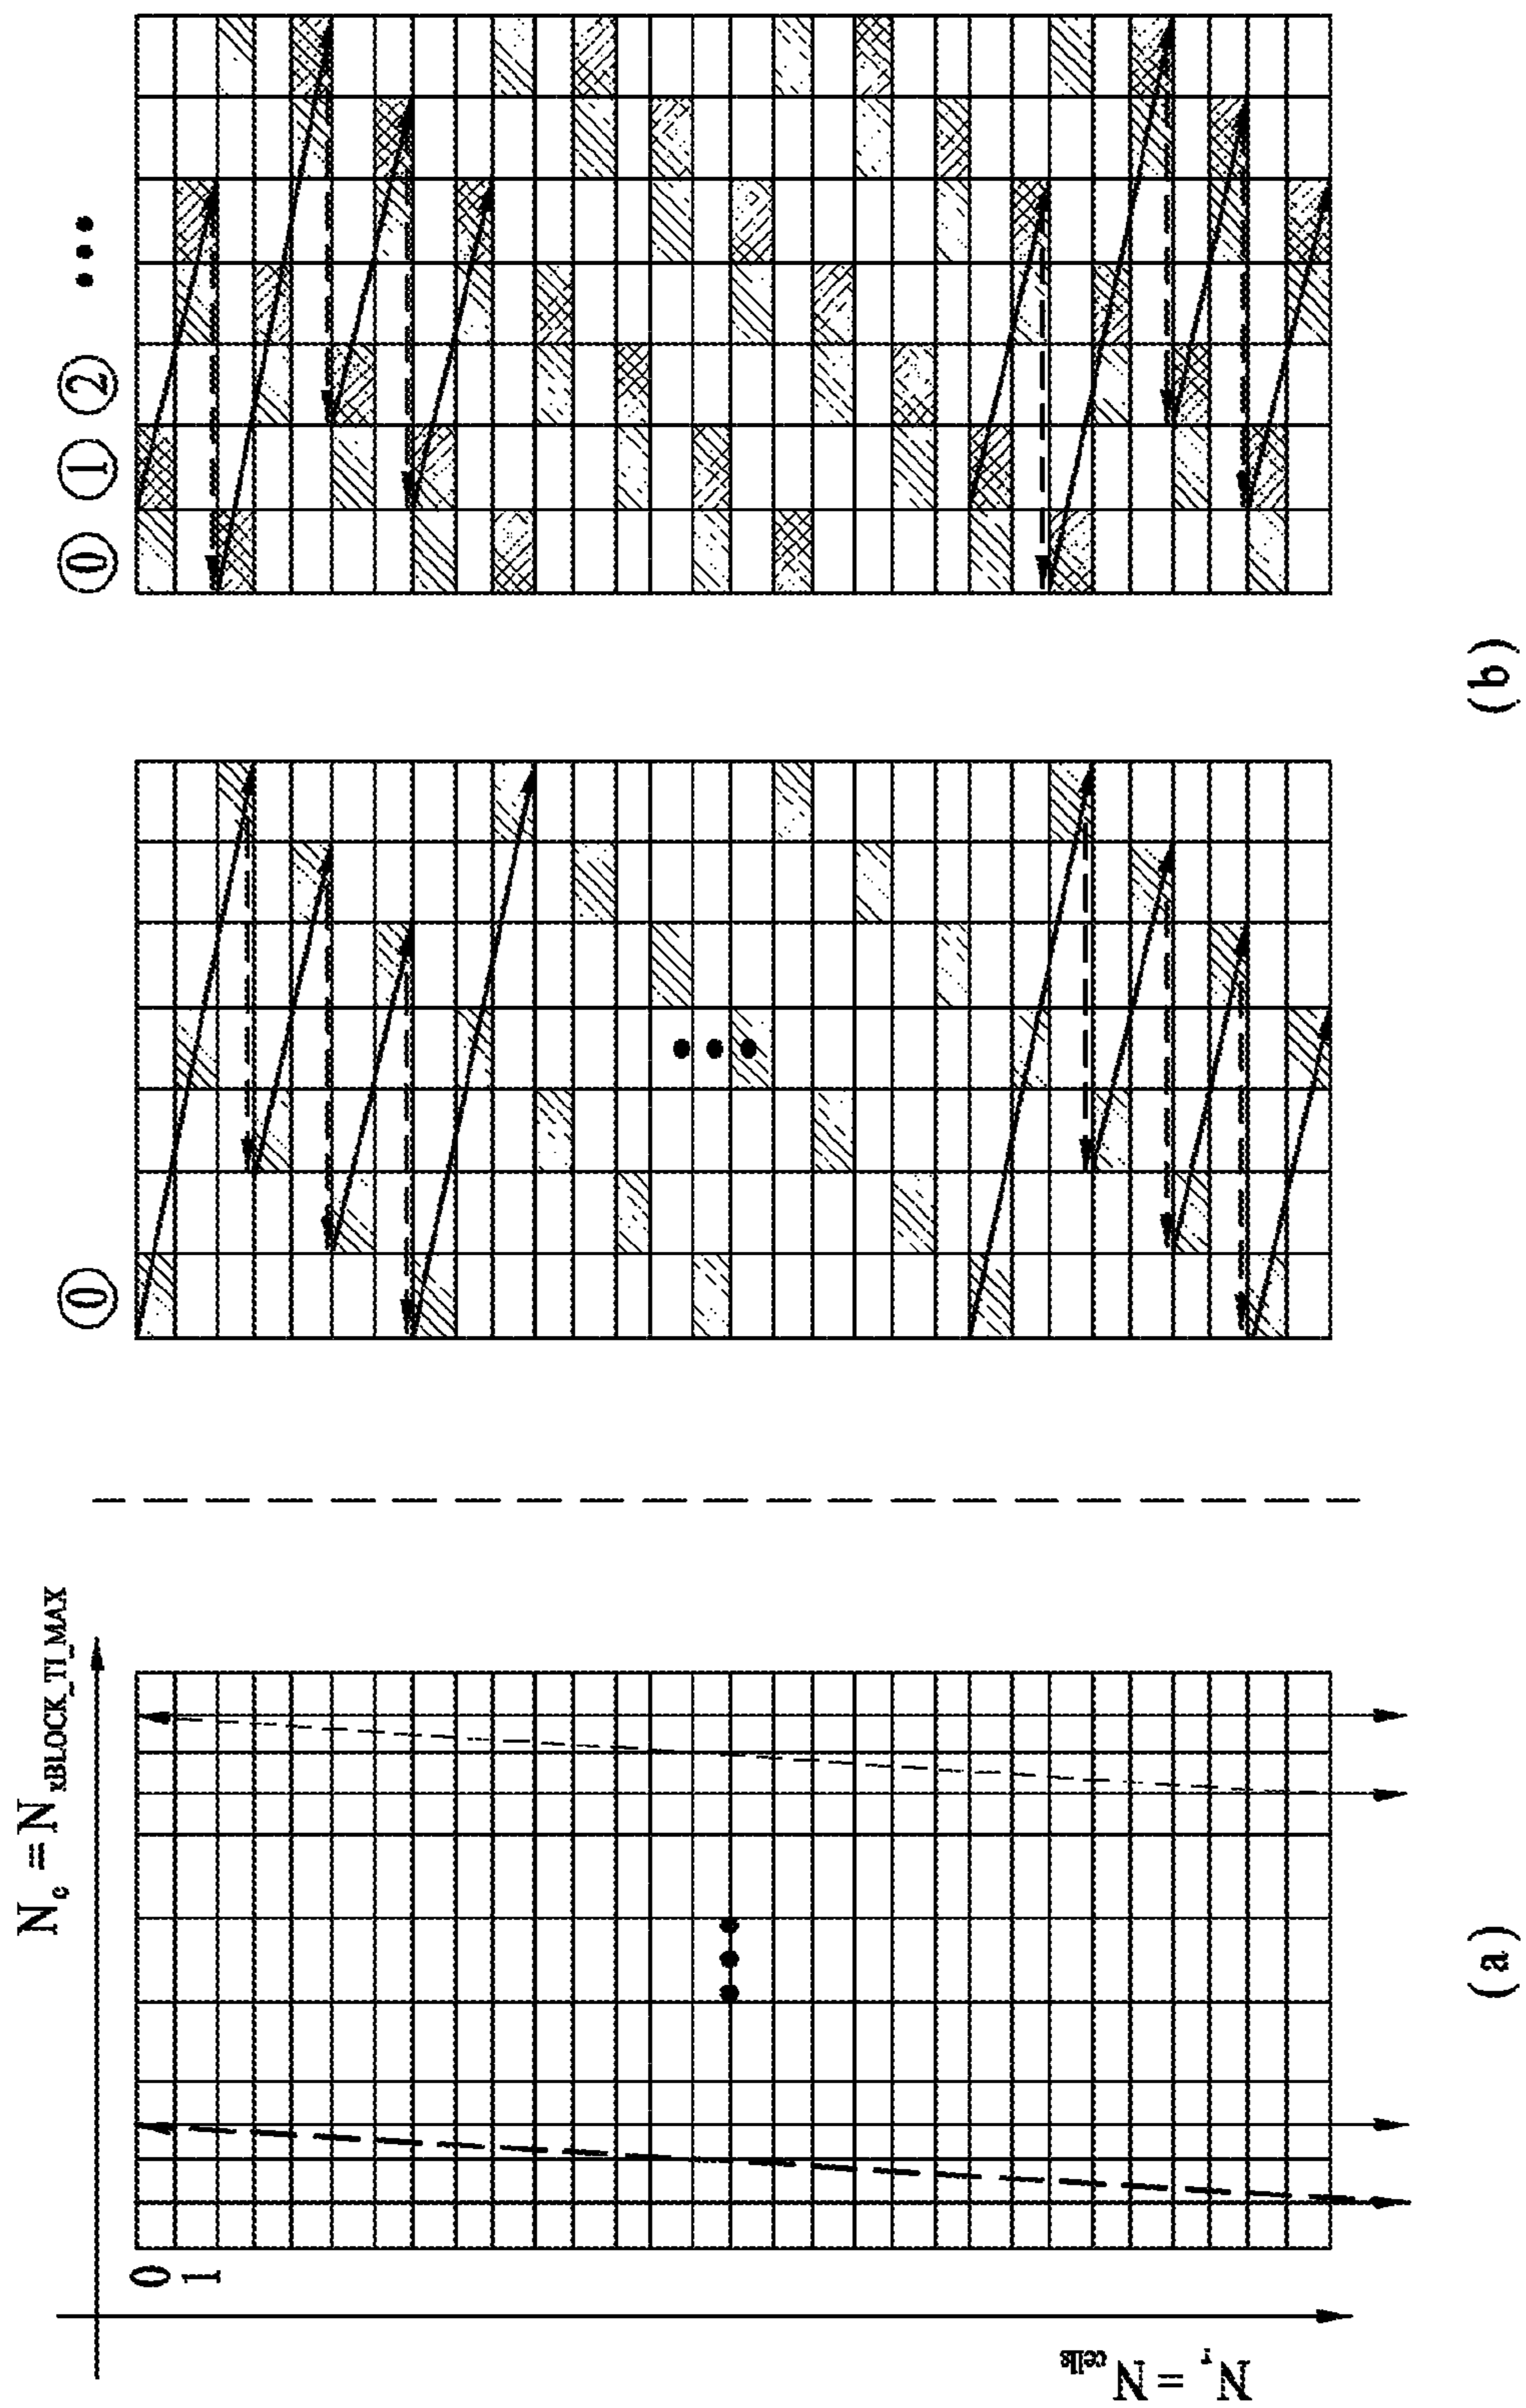 N_c = N_xBLOCK_TI_MAX
0
1
N_r = N_cells
(a)
⓪
⓪ ① ② •••
(b)